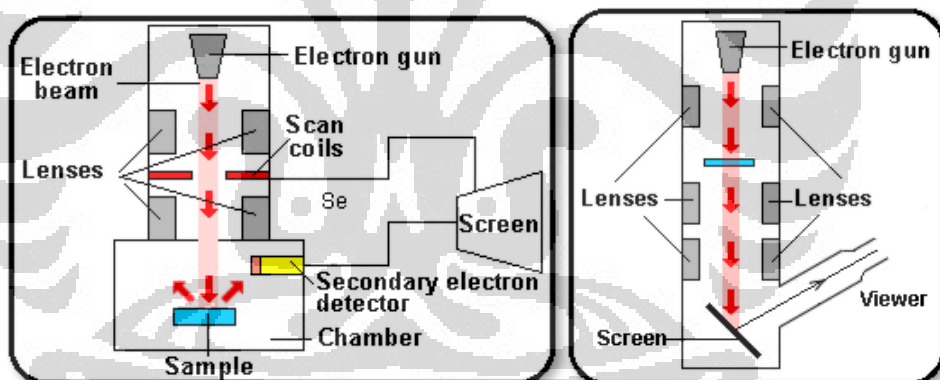 Electron gun
Electron
beam
Scan
coils
Lenses
Se
Screen
Secondary electron
detector
Chamber
Sample
Electron gun
Lenses
Lenses
Viewer
Screen